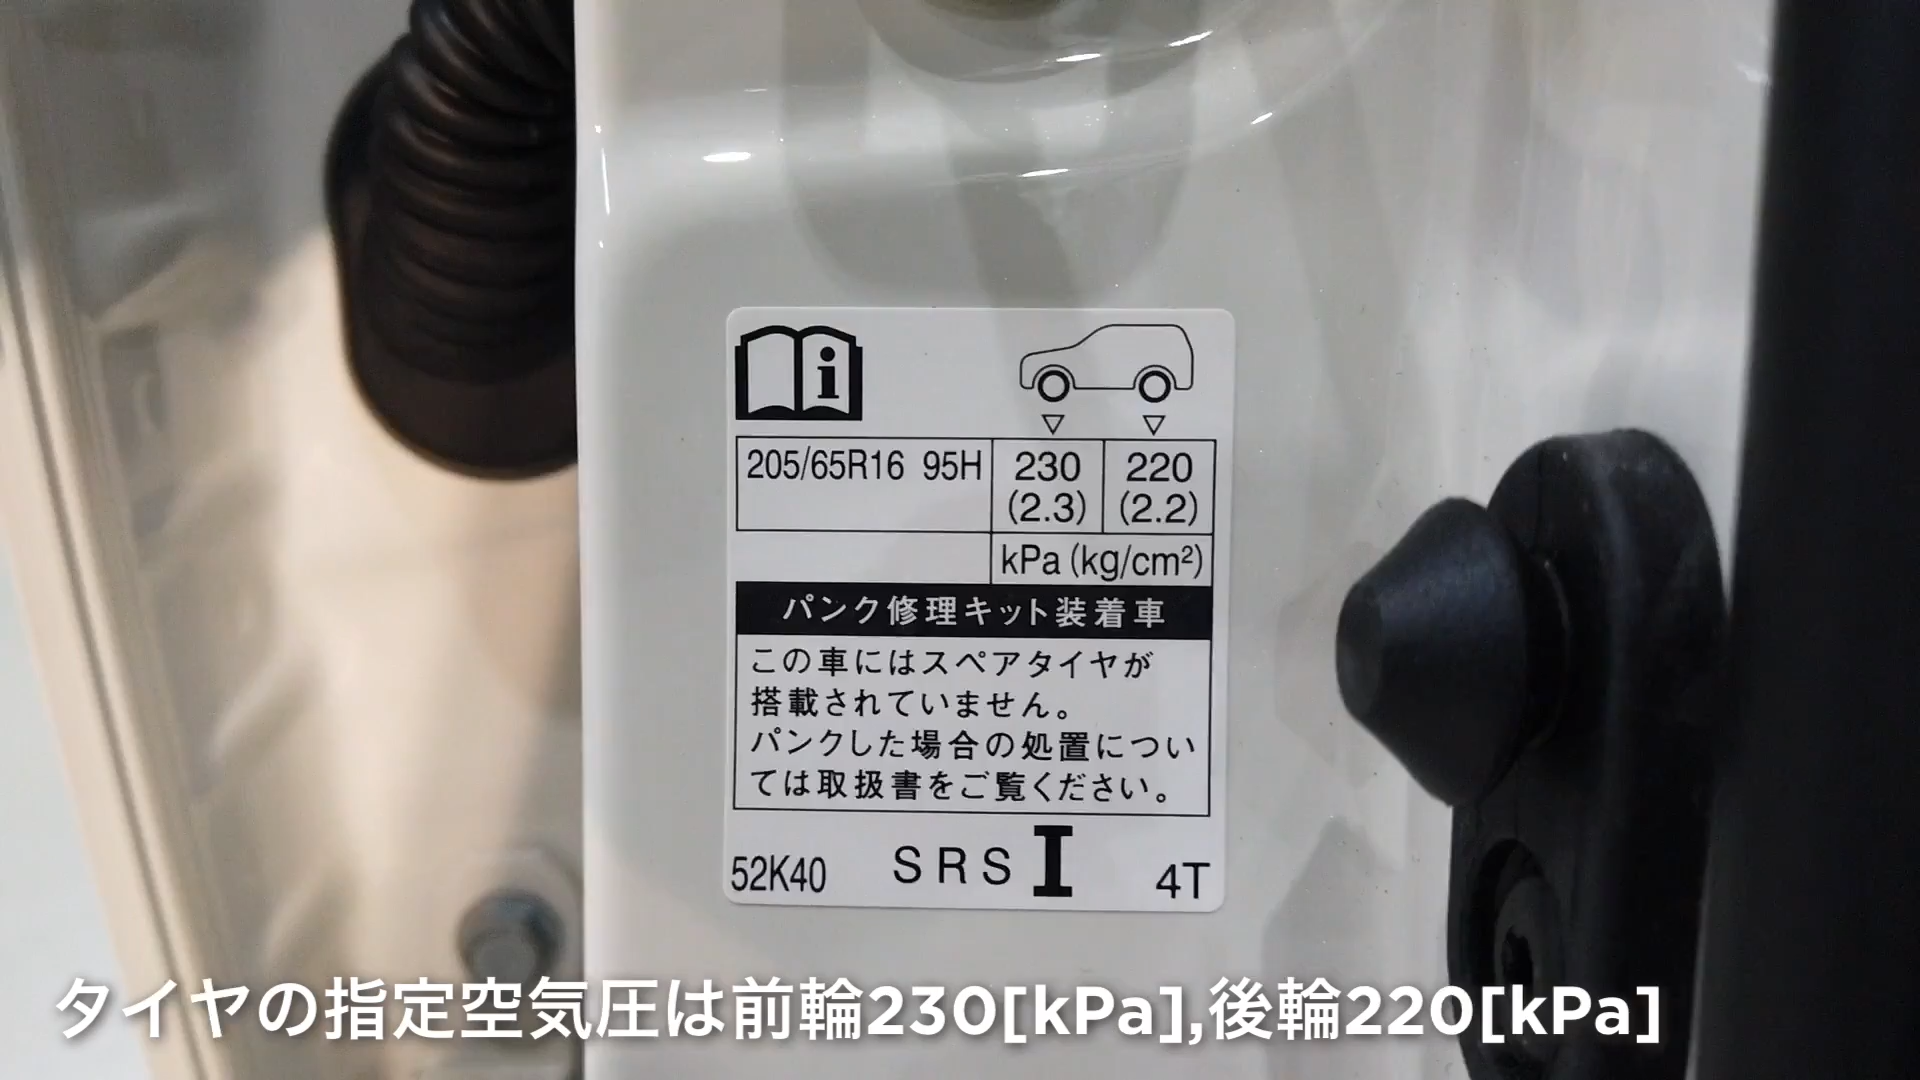 205/65R16 95H 230 220
(2.3) (2.2)
kPa (kg/cm²)
パンク修理キット装着車
この車にはスペアタイヤが
搭載されていません。
パンクした場合の処置につい
ては取扱書をご覧ください。
52K40 SRS I 4T
タイヤの指定空気圧は前輪230[kPa],後輪220[kPa]